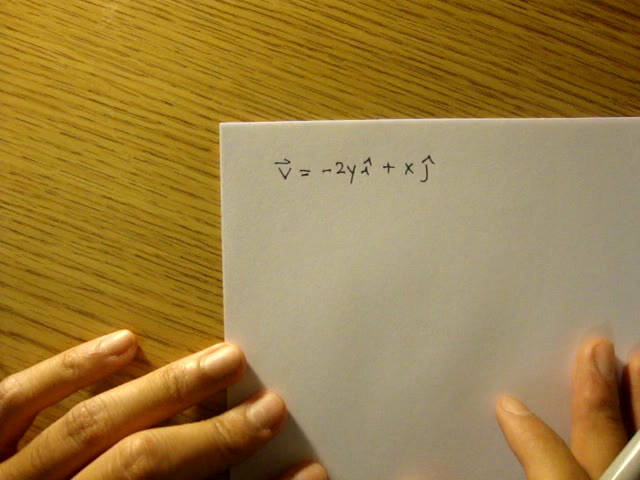 v⃗ = -2y î + x ĵ